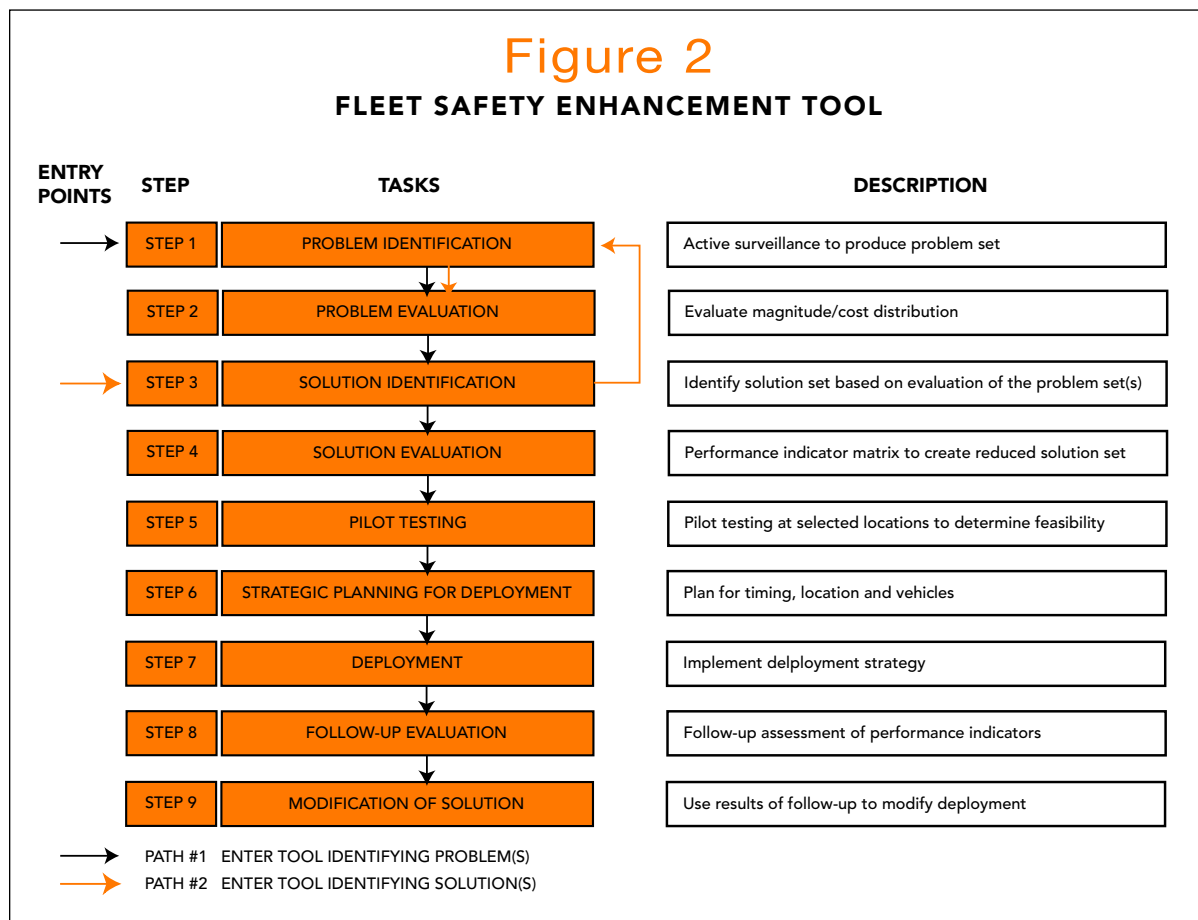 Figure 2
FLEET SAFETY ENHANCEMENT TOOL
ENTRY
POINTS
STEP
TASKS
DESCRIPTION
STEP 1
PROBLEM IDENTIFICATION
Active surveillance to produce problem set
STEP 2
PROBLEM EVALUATION
Evaluate magnitude/cost distribution
STEP 3
SOLUTION IDENTIFICATION
Identify solution set based on evaluation of the problem set(s)
STEP 4
SOLUTION EVALUATION
Performance indicator matrix to create reduced solution set
STEP 5
PILOT TESTING
Pilot testing at selected locations to determine feasibility
STEP 6
STRATEGIC PLANNING FOR DEPLOYMENT
Plan for timing, location and vehicles
STEP 7
DEPLOYMENT
Implement delployment strategy
STEP 8
FOLLOW-UP EVALUATION
Follow-up assessment of performance indicators
STEP 9
MODIFICATION OF SOLUTION
Use results of follow-up to modify deployment
PATH #1 ENTER TOOL IDENTIFYING PROBLEM(S)
PATH #2 ENTER TOOL IDENTIFYING SOLUTION(S)